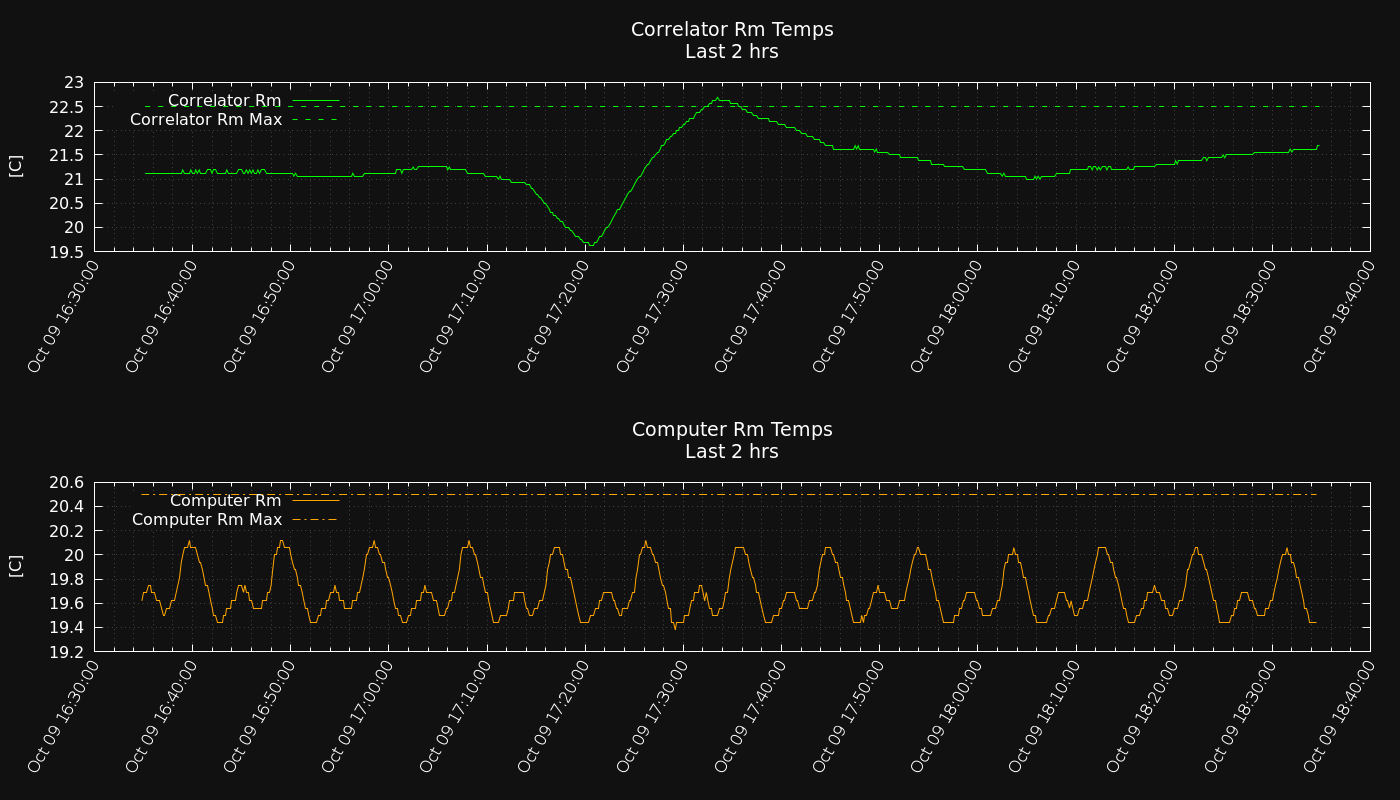 Correlator Rm Temps
Last 2 hrs
23
22.5
22
21.5
21
20.5
20
19.5
[C]
Correlator Rm
Correlator Rm Max
Oct 09 16:30:00
Oct 09 16:40:00
Oct 09 16:50:00
Oct 09 17:00:00
Oct 09 17:10:00
Oct 09 17:20:00
Oct 09 17:30:00
Oct 09 17:40:00
Oct 09 17:50:00
Oct 09 18:00:00
Oct 09 18:10:00
Oct 09 18:20:00
Oct 09 18:30:00
Oct 09 18:40:00
Computer Rm Temps
Last 2 hrs
20.6
20.4
20.2
20
19.8
19.6
19.4
19.2
[C]
Computer Rm
Computer Rm Max
Oct 09 16:30:00
Oct 09 16:40:00
Oct 09 16:50:00
Oct 09 17:00:00
Oct 09 17:10:00
Oct 09 17:20:00
Oct 09 17:30:00
Oct 09 17:40:00
Oct 09 17:50:00
Oct 09 18:00:00
Oct 09 18:10:00
Oct 09 18:20:00
Oct 09 18:30:00
Oct 09 18:40:00